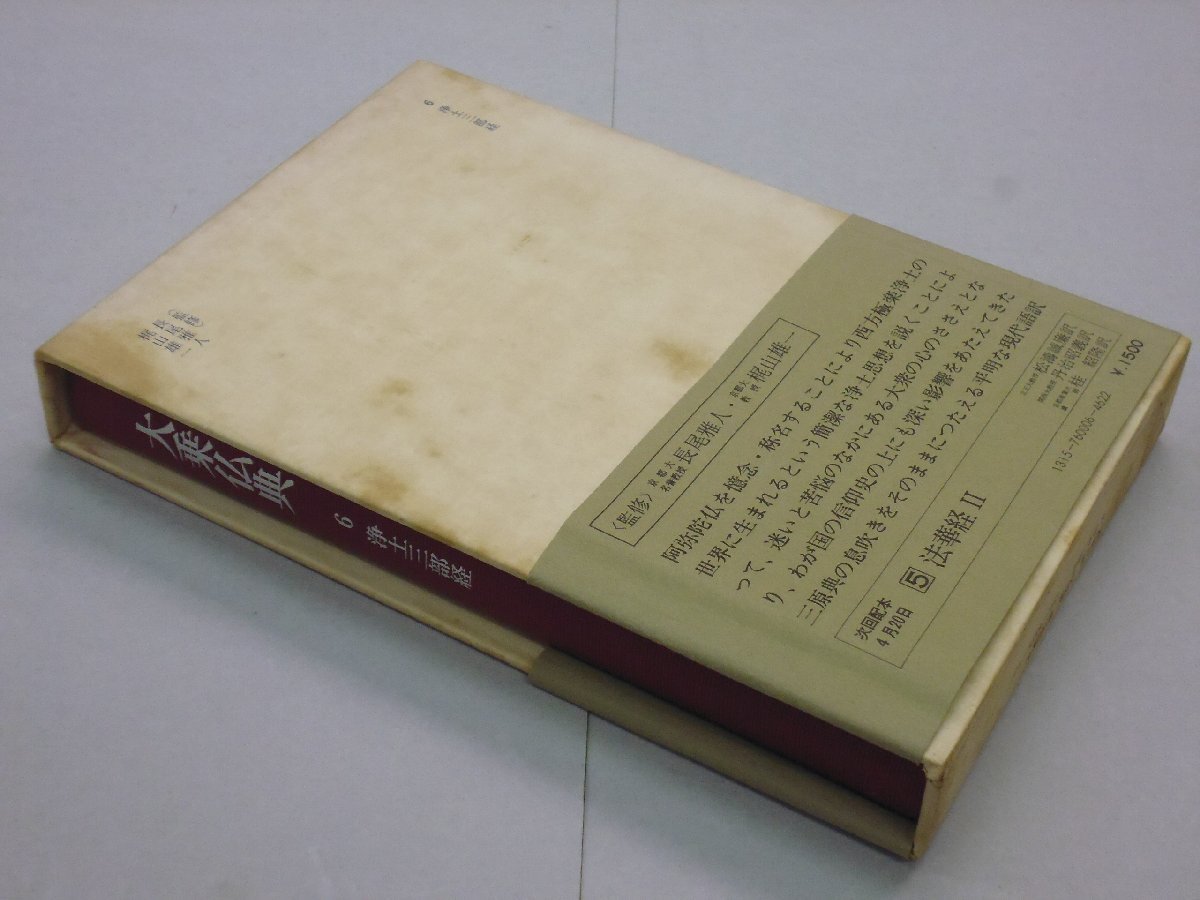 6 浄土三部経
〈監修〉
長尾雅人
梶山雄一
大乗仏典
6 浄土三部経
〈監修〉京都大名誉教授 長尾雅人・京都大教授 梶山雄一
阿弥陀仏を憶念・称名することにより西方極楽浄土の
世界に生まれるという簡潔な浄土思想を説くことによ
って、迷いと苦悩のなかにある大衆の心のささえとな
り、わが国の信仰史の上にも深い影響をあたえてきた
三原典の息吹きをそのままにつたえる平明な現代語訳
次回配本
4月20日
5 法華経 II
松濤誠廉訳
丹治昭義訳
桂 紹隆訳
¥.1500
1315-760006-4622